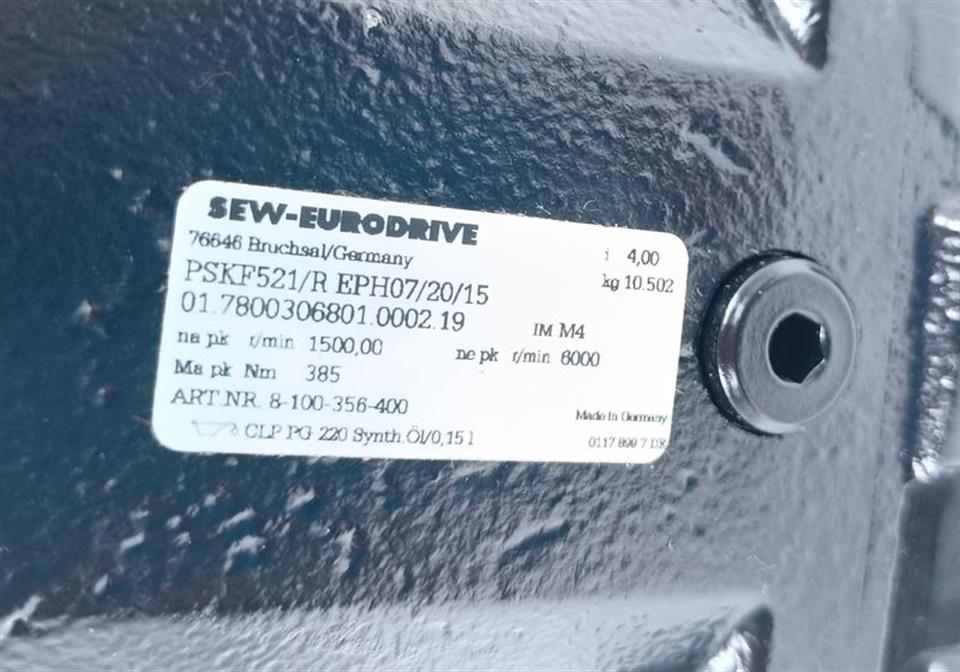 SEW-EURODRIVE
76646 Bruchsal/Germany
i 4,00
kg 10.502
PSKF521/R EPH07/20/15
01.7800306801.0002.19
IM M4
na pk r/min 1500,00
ne pk r/min 6000
Ma pk Nm 385
ART.NR. 8-100-356-400
Made in Germany
CLP PG 220 Synth.Öl/0,15 l
0117 890 7 DE